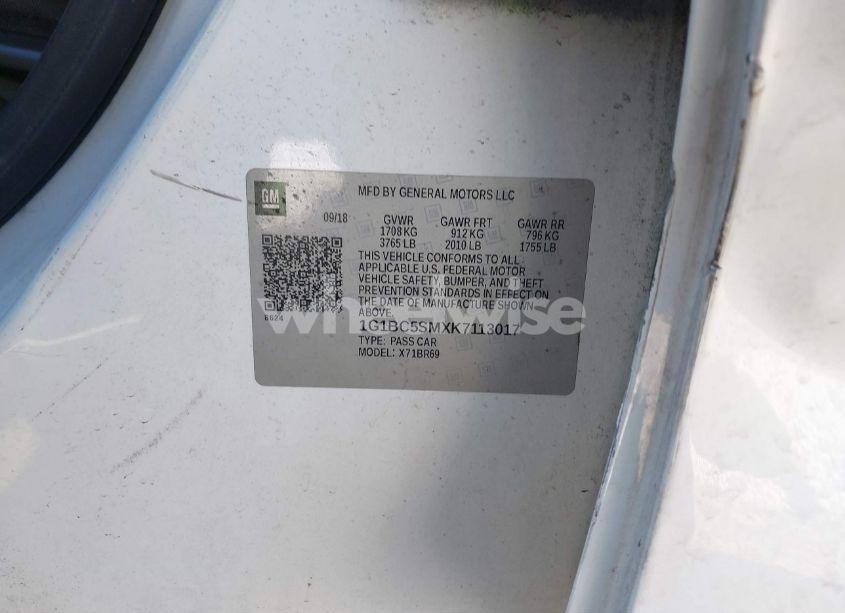 GM
MFD BY GENERAL MOTORS LLC
09/18
GVWR GAWR FRT GAWR RR
1708 KG 912 KG 796 KG
3765 LB 2010 LB 1755 LB
THIS VEHICLE CONFORMS TO ALL
APPLICABLE U.S. FEDERAL MOTOR
VEHICLE SAFETY, BUMPER, AND THEFT
PREVENTION STANDARDS IN EFFECT ON
THE DATE OF MANUFACTURE SHOWN
ABOVE.
8624
1G1BC5SMXK7113017
TYPE: PASS CAR
MODEL: X71BR69